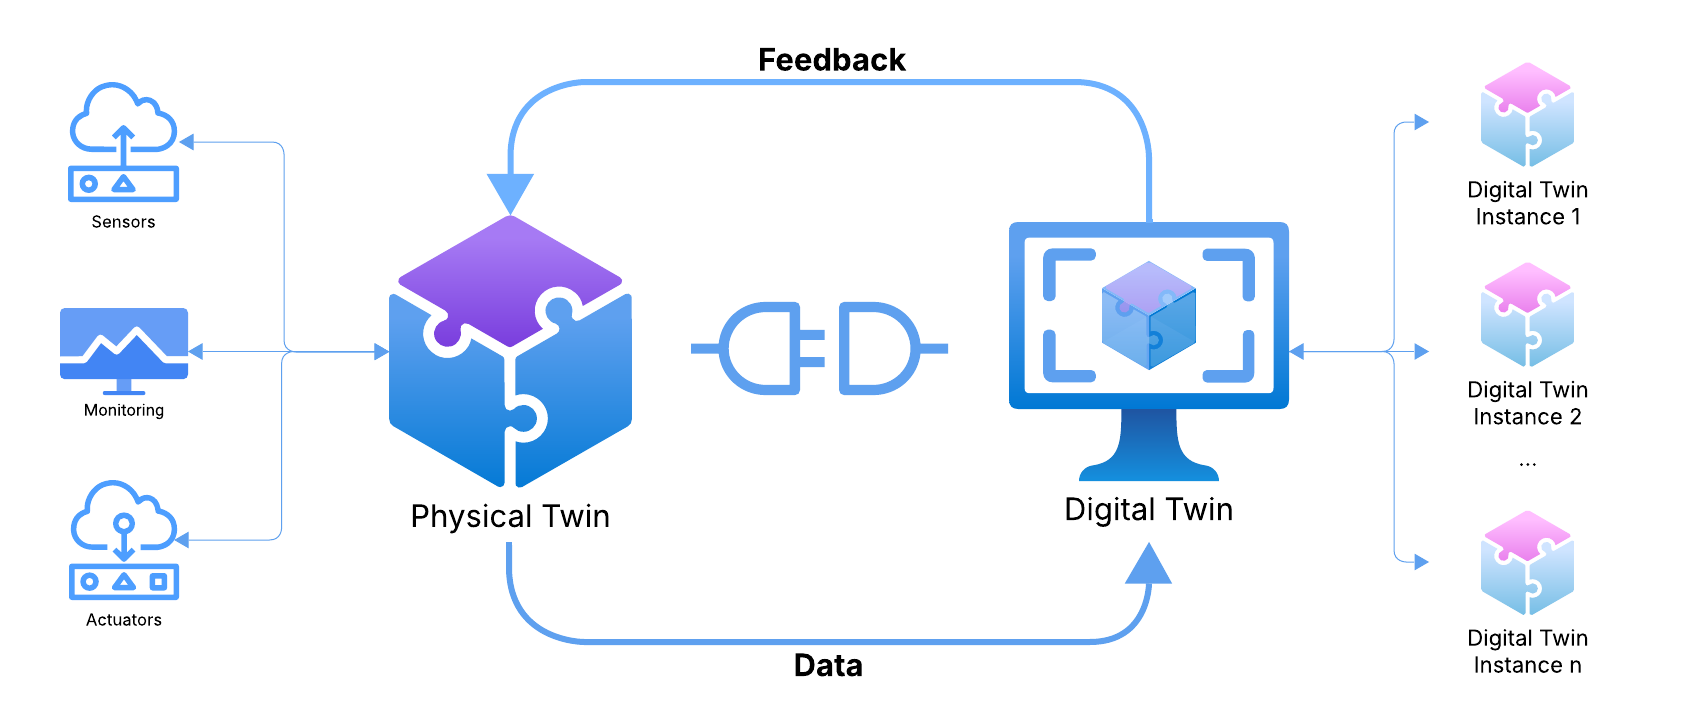 Feedback
Sensors
Monitoring
Actuators
Physical Twin
Digital Twin
Data
Digital Twin
Instance 1
Digital Twin
Instance 2
...
Digital Twin
Instance n